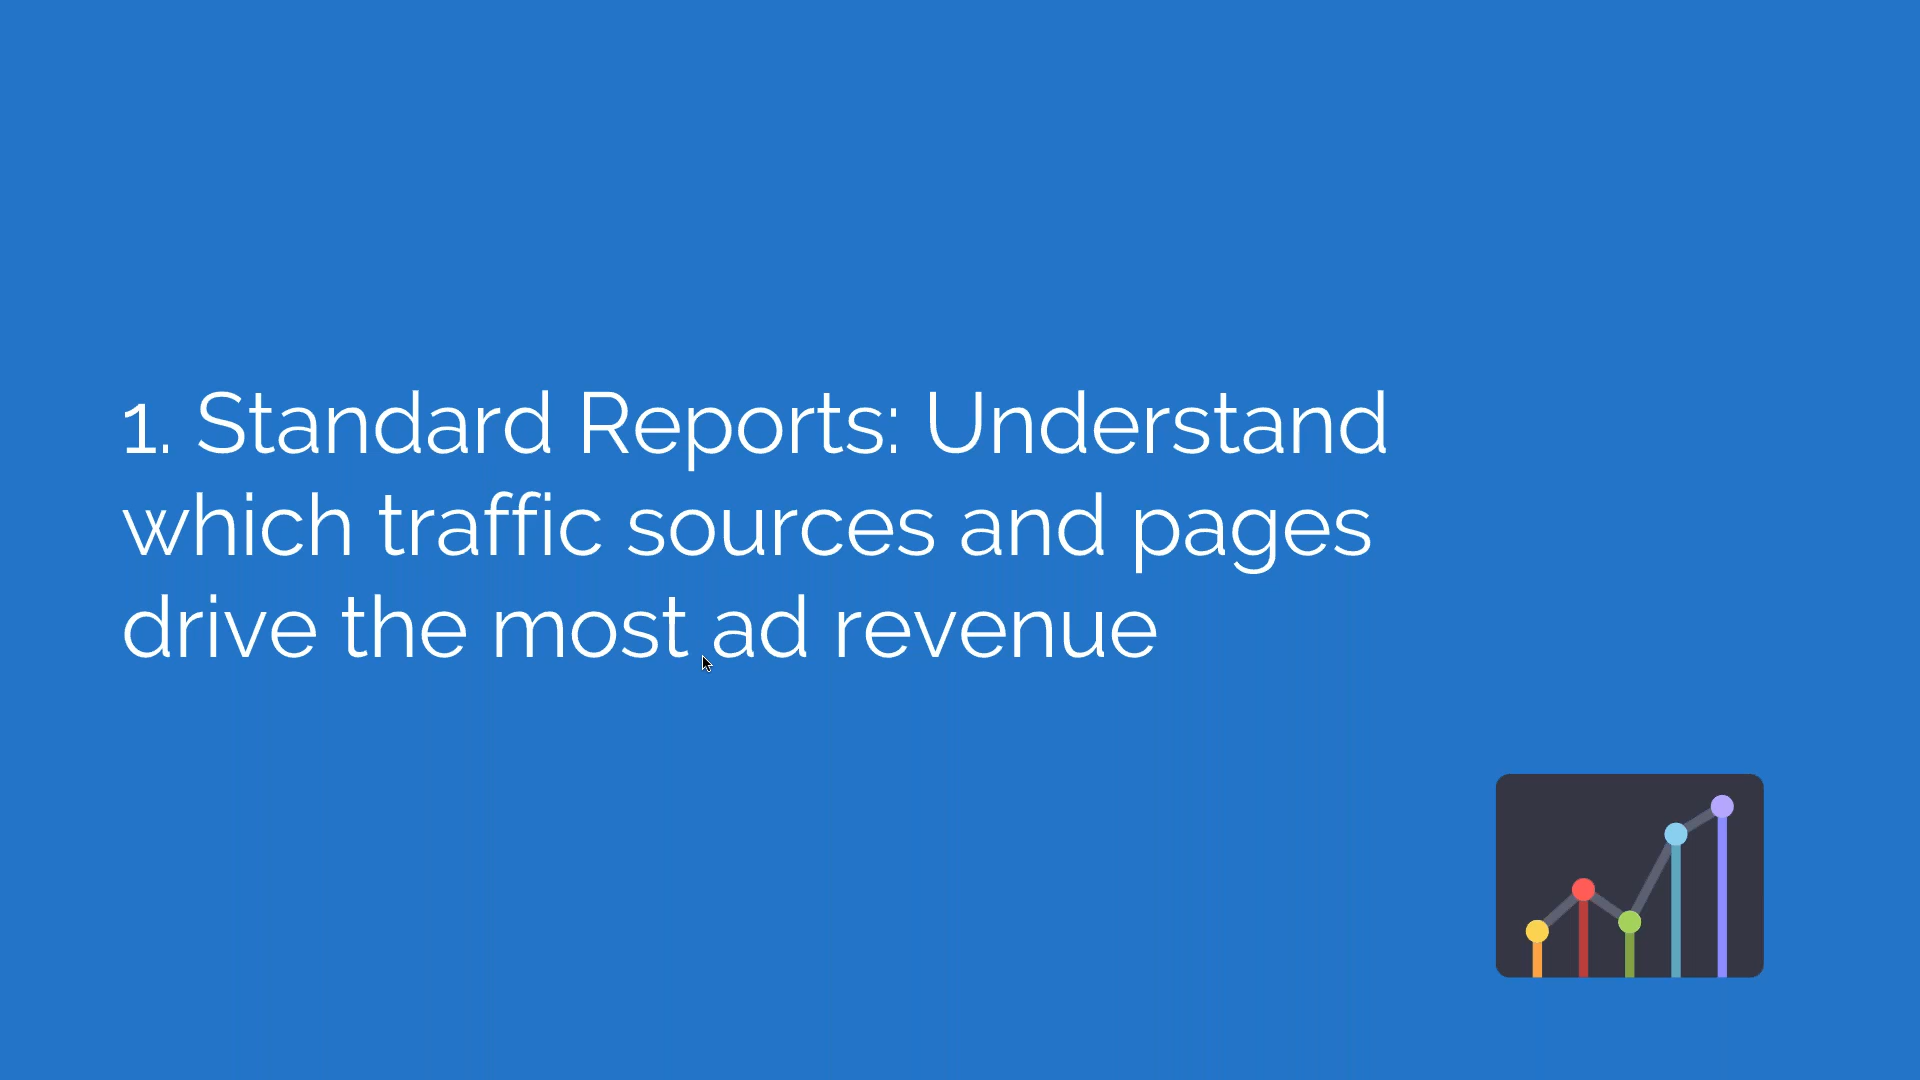 1. Standard Reports: Understand
which traffic sources and pages
drive the most ad revenue